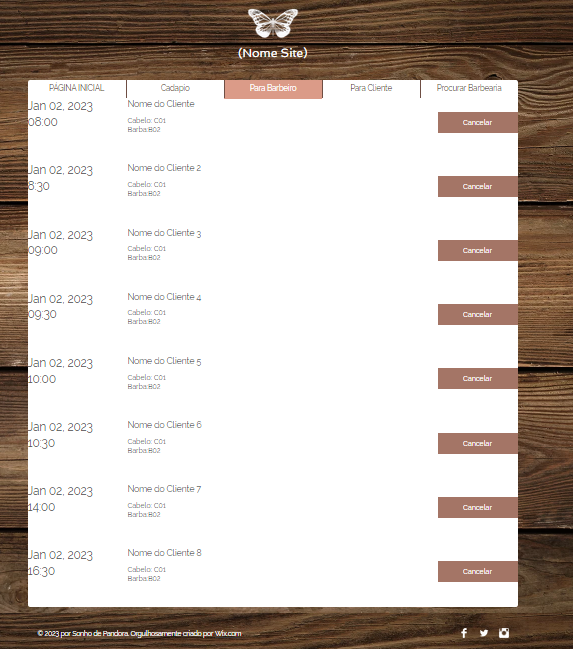 (Nome Site)
PÁGINA INICIAL Cadapio Para Barbeiro Para Cliente Procurar Barbearia
Jan 02, 2023
08:00
Nome do Cliente
Cabelo: C01
Barba:B02
Cancelar
Jan 02, 2023
8:30
Nome do Cliente 2
Cabelo: C01
Barba:B02
Cancelar
Jan 02, 2023
09:00
Nome do Cliente 3
Cabelo: C01
Barba:B02
Cancelar
Jan 02, 2023
09:30
Nome do Cliente 4
Cabelo: C01
Barba:B02
Cancelar
Jan 02, 2023
10:00
Nome do Cliente 5
Cabelo: C01
Barba:B02
Cancelar
Jan 02, 2023
10:30
Nome do Cliente 6
Cabelo: C01
Barba:B02
Cancelar
Jan 02, 2023
14:00
Nome do Cliente 7
Cabelo: C01
Barba:B02
Cancelar
Jan 02, 2023
16:30
Nome do Cliente 8
Cabelo: C01
Barba:B02
Cancelar
© 2023 por Sonho de Pandora. Orgulhosamente criado por Wix.com